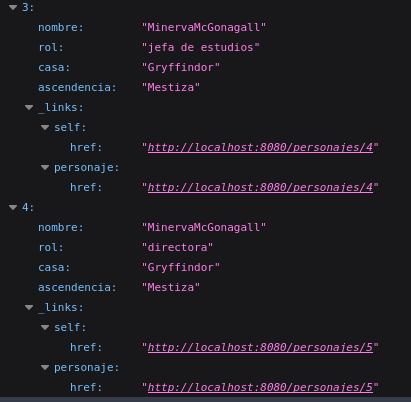 3:
nombre: "MinervaMcGonagall"
rol: "jefa de estudios"
casa: "Gryffindor"
ascendencia: "Mestiza"
_links:
self:
href: "http://localhost:8080/personajes/4"
personaje:
href: "http://localhost:8080/personajes/4"
4:
nombre: "MinervaMcGonagall"
rol: "directora"
casa: "Gryffindor"
ascendencia: "Mestiza"
_links:
self:
href: "http://localhost:8080/personajes/5"
personaje:
href: "http://localhost:8080/personajes/5"